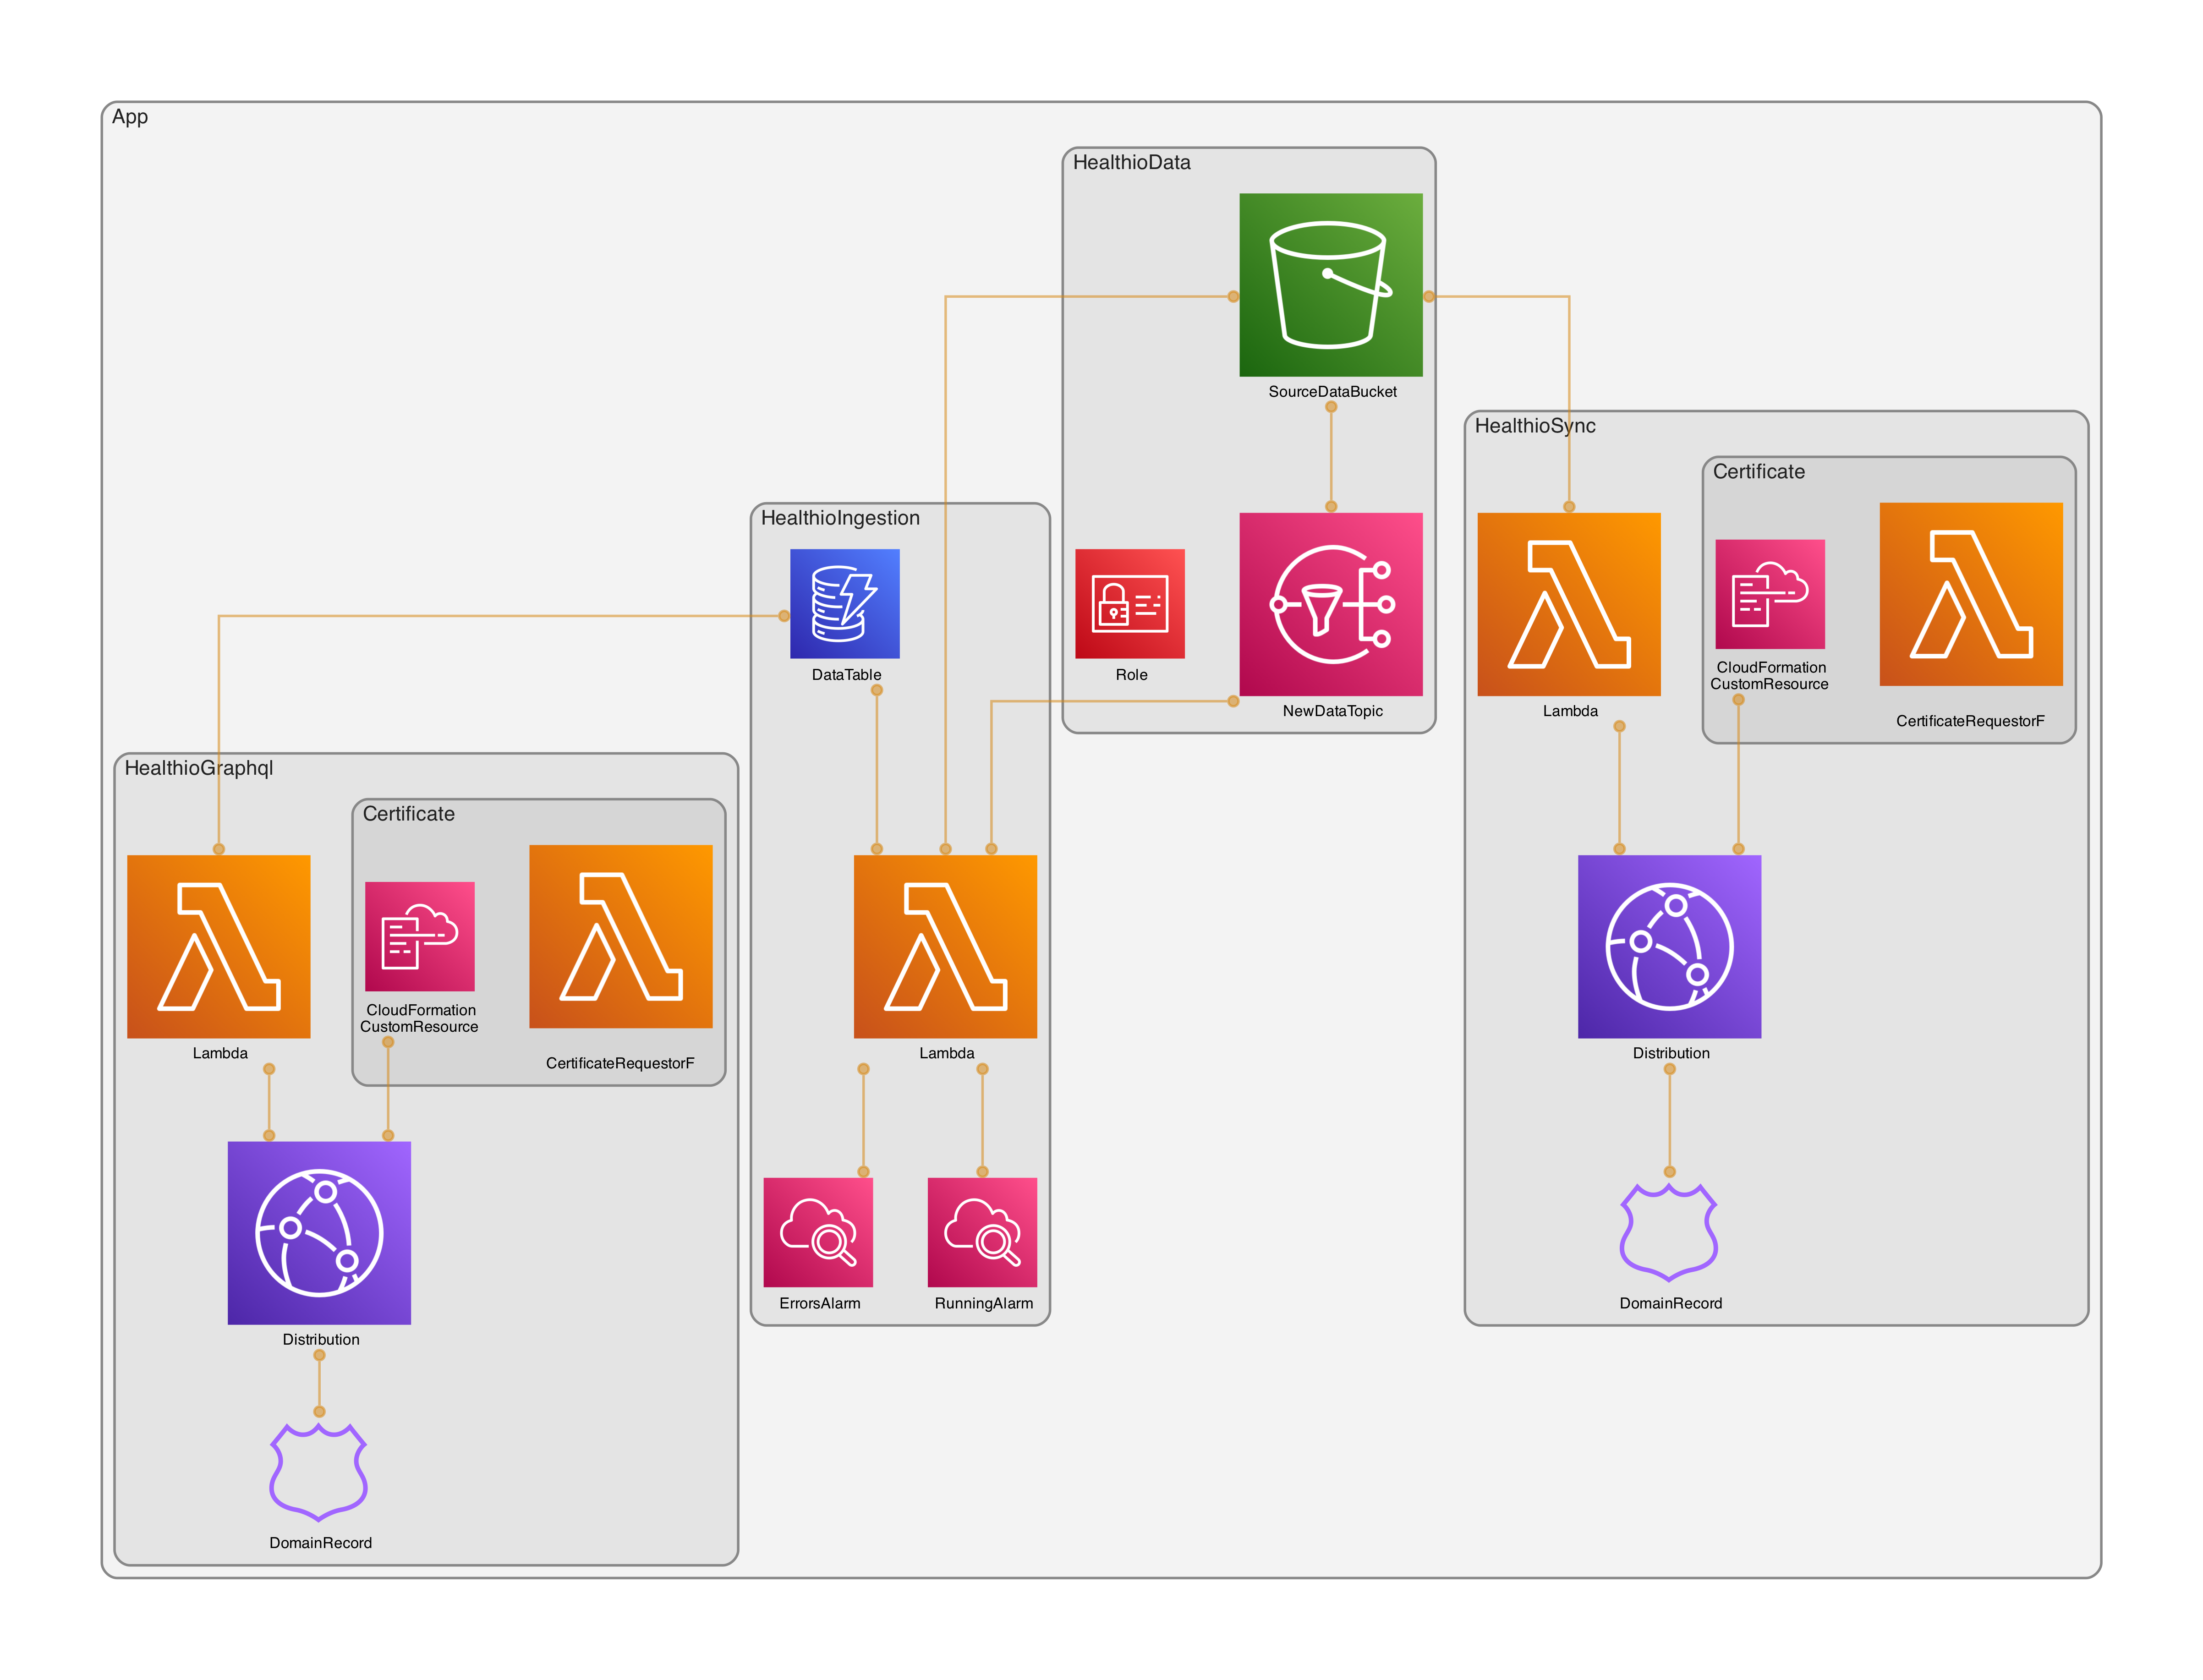 App
HealthioData
SourceDataBucket
HealthioSync
Certificate
HealthioIngestion
DataTable
Role
NewDataTopic
Lambda
CloudFormation
CustomResource
CertificateRequestorF
HealthioGraphql
Certificate
Lambda
CloudFormation
CustomResource
CertificateRequestorF
Lambda
Distribution
ErrorsAlarm
RunningAlarm
DomainRecord
Distribution
DomainRecord